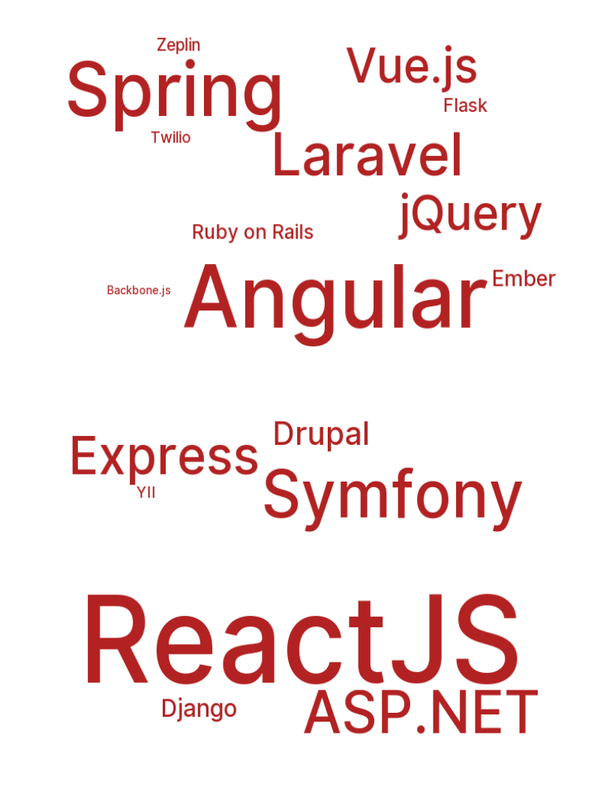 Zeplin
Vue.js
Spring
Flask
Twilio
Laravel
jQuery
Ruby on Rails
Ember
Backbone.js
Angular
Drupal
Express
YII
Symfony
ReactJS
Django
ASP.NET